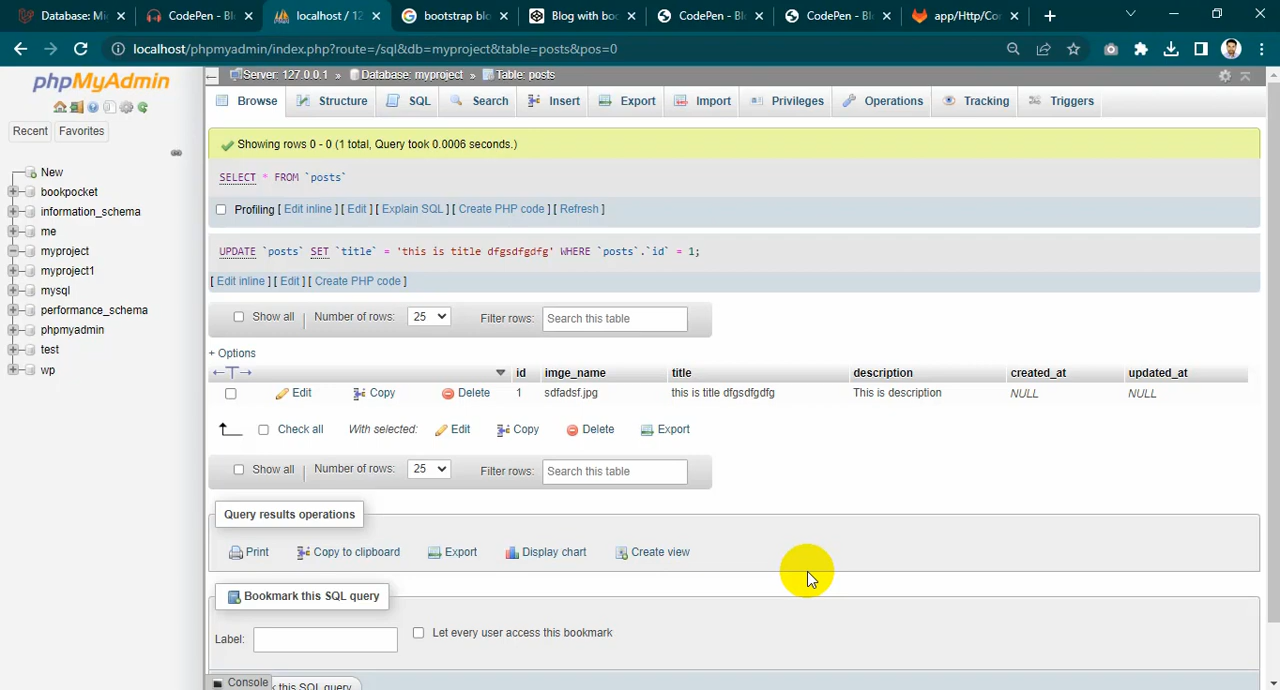 Database: Mi
CodePen - Blo
localhost / 12
bootstrap blo
Blog with boo
CodePen - Blo
CodePen - Blo
app/Http/Con
localhost/phpmyadmin/index.php?route=/sql&db=myproject&table=posts&pos=0
phpMyAdmin
Server: 127.0.0.1 » Database: myproject » Table: posts
Browse Structure SQL Search Insert Export Import Privileges Operations Tracking Triggers
Recent Favorites
New
bookpocket
information_schema
me
myproject
myproject1
mysql
performance_schema
phpmyadmin
test
wp
Showing rows 0 - 0 (1 total, Query took 0.0006 seconds.)
SELECT * FROM `posts`
Profiling [ Edit inline ] [ Edit ] [ Explain SQL ] [ Create PHP code ] [ Refresh ]
UPDATE `posts` SET `title` = 'this is title dfgsdfgdfg' WHERE `posts`.`id` = 1;
[ Edit inline ] [ Edit ] [ Create PHP code ]
Show all | Number of rows: 25 Filter rows: Search this table
+ Options
←T→ id imge_name title description created_at updated_at
Edit Copy Delete 1 sdfadsf.jpg this is title dfgsdfgdfg This is description NULL NULL
Check all With selected: Edit Copy Delete Export
Show all | Number of rows: 25 Filter rows: Search this table
Query results operations
Print Copy to clipboard Export Display chart Create view
Bookmark this SQL query
Label: Let every user access this bookmark
Console k this SQL query